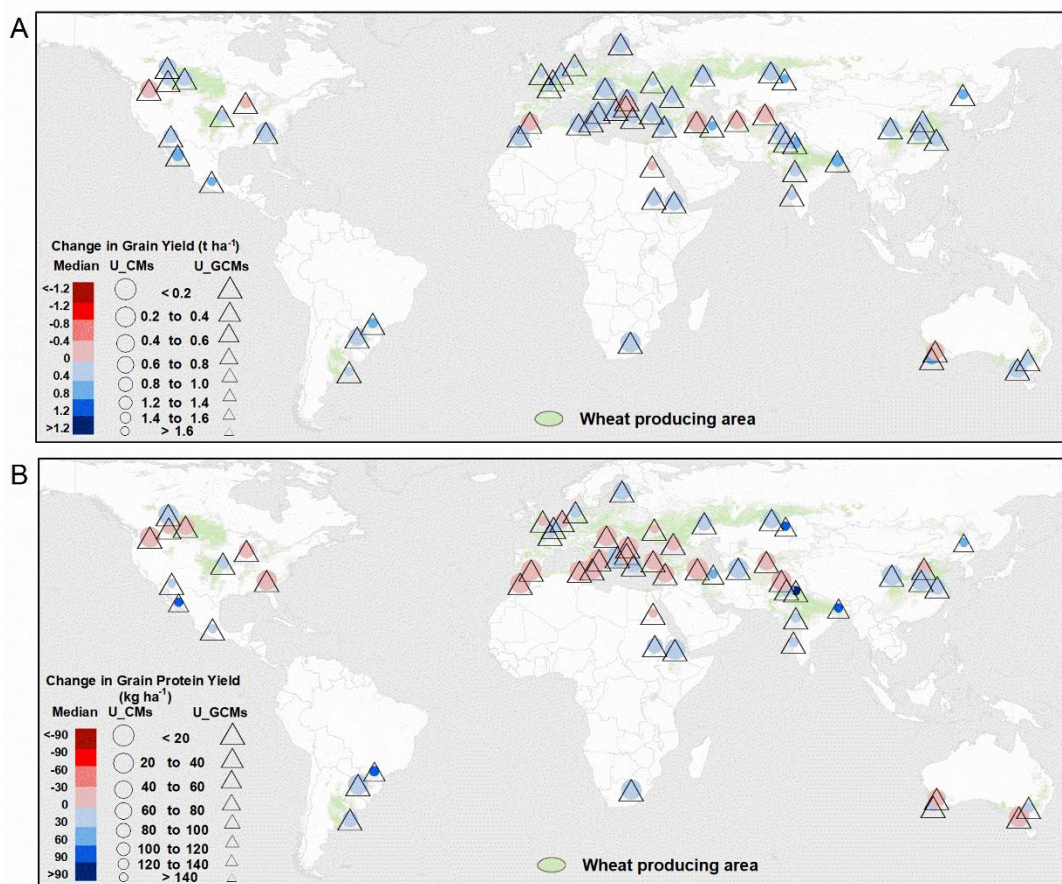 A
Change in Grain Yield (t ha-1)
Median U_CMs U_GCMs
<-1.2
-1.2
-0.8
-0.4
0
0.4
0.8
1.2
>1.2
< 0.2
0.2 to 0.4
0.4 to 0.6
0.6 to 0.8
0.8 to 1.0
1.2 to 1.4
1.4 to 1.6
> 1.6
Wheat producing area
B
Change in Grain Protein Yield
(kg ha-1)
Median U_CMs U_GCMs
<-90
-90
-60
-30
0
30
60
90
>90
< 20
20 to 40
40 to 60
60 to 80
80 to 100
100 to 120
120 to 140
> 140
Wheat producing area